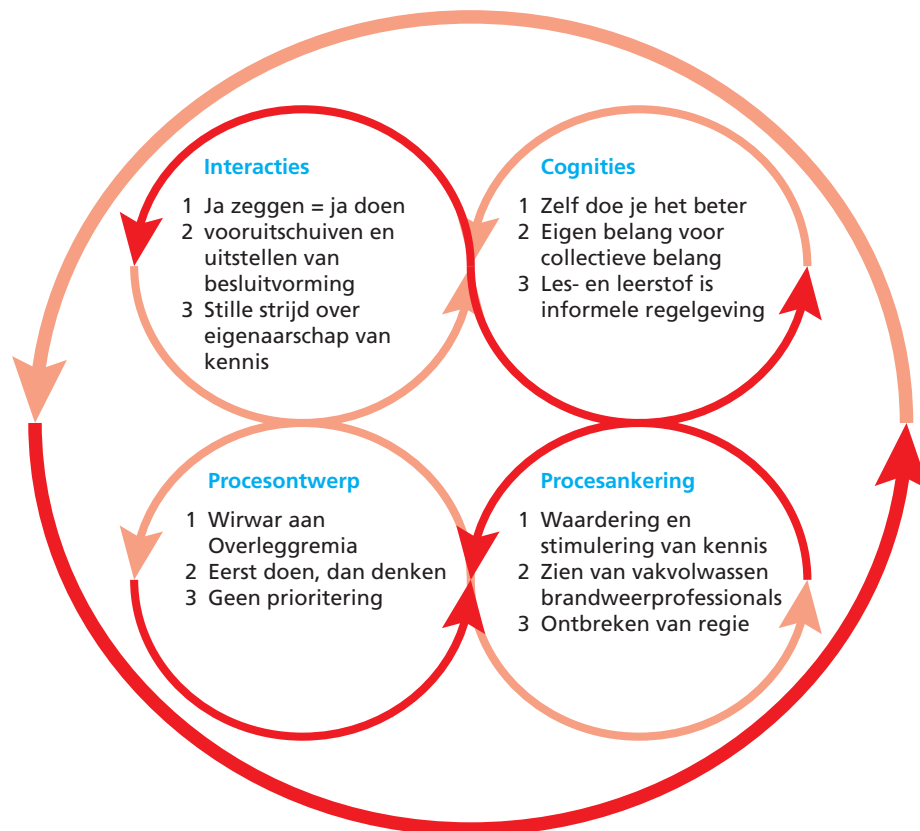 Interacties
1 Ja zeggen = ja doen
2 vooruitschuiven en
uitstellen van
besluitvorming
3 Stille strijd over
eigenaarschap van
kennis
Cognities
1 Zelf doe je het beter
2 Eigen belang voor
collectieve belang
3 Les- en leerstof is
informele regelgeving
Procesontwerp
1 Wirwar aan
Overleggremia
2 Eerst doen, dan denken
3 Geen prioritering
Procesankering
1 Waardering en
stimulering van kennis
2 Zien van vakvolwassen
brandweerprofessionals
3 Ontbreken van regie